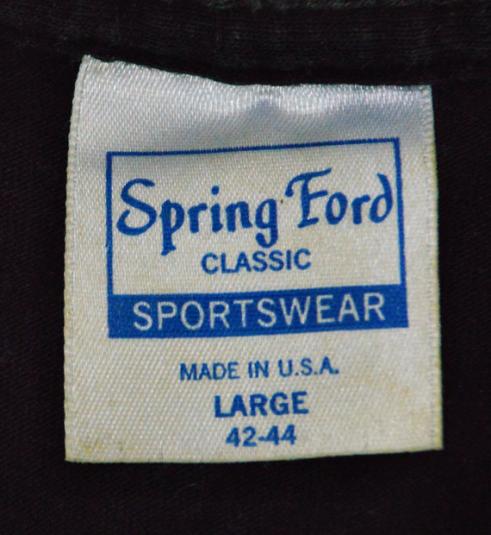 Spring Ford
CLASSIC
SPORTSWEAR
MADE IN U.S.A.
LARGE
42-44